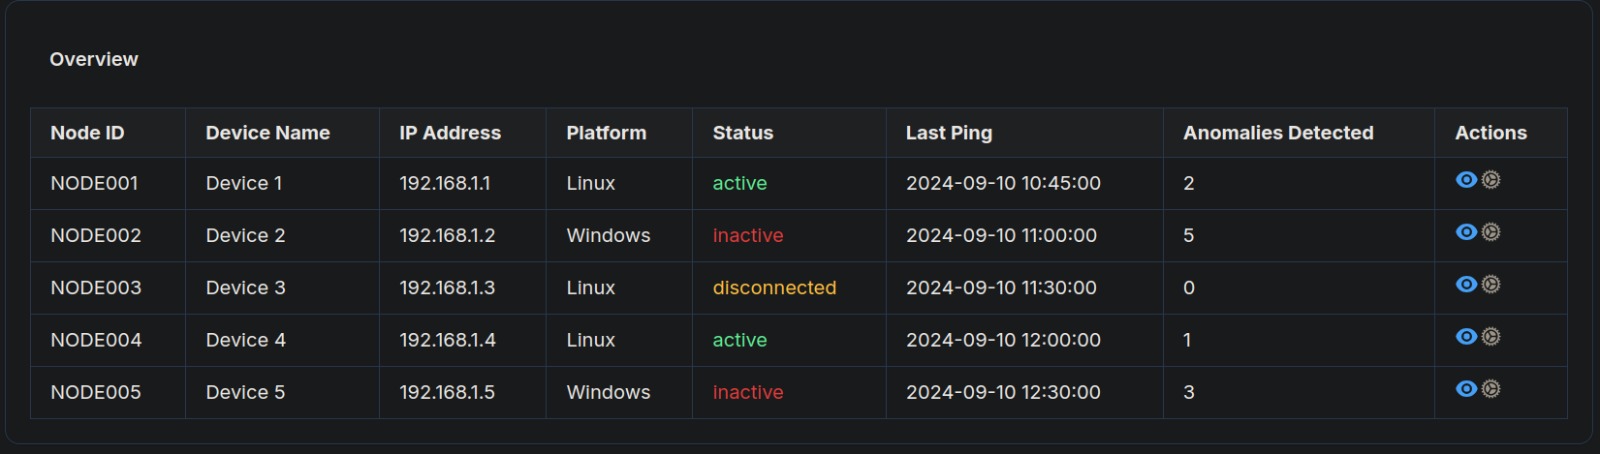 Overview
Node ID Device Name IP Address Platform Status Last Ping Anomalies Detected Actions
NODE001 Device 1 192.168.1.1 Linux active 2024-09-10 10:45:00 2
NODE002 Device 2 192.168.1.2 Windows inactive 2024-09-10 11:00:00 5
NODE003 Device 3 192.168.1.3 Linux disconnected 2024-09-10 11:30:00 0
NODE004 Device 4 192.168.1.4 Linux active 2024-09-10 12:00:00 1
NODE005 Device 5 192.168.1.5 Windows inactive 2024-09-10 12:30:00 3